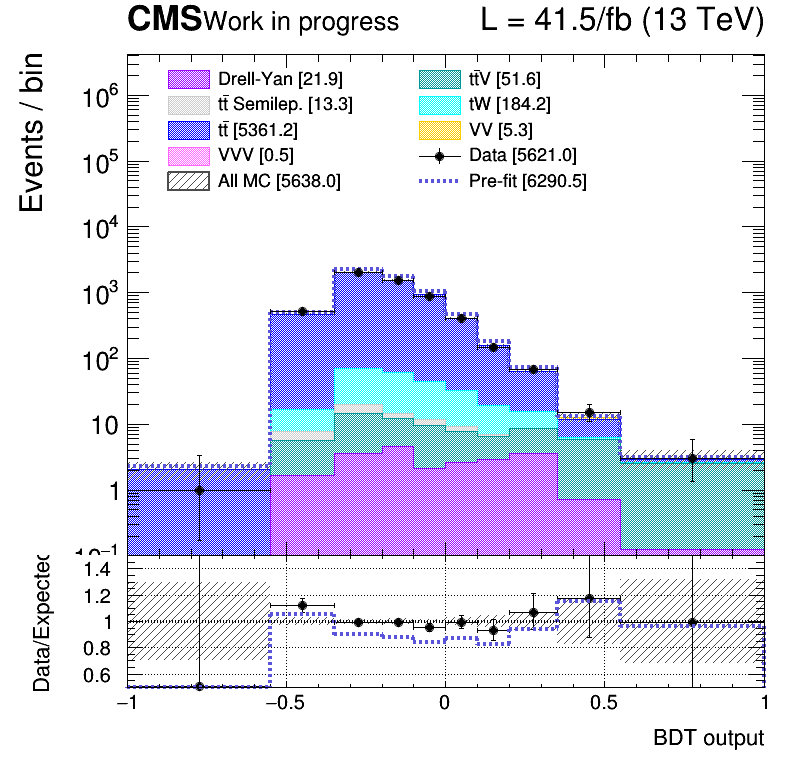 CMS Work in progress L = 41.5/fb (13 TeV)
Events / bin
Drell-Yan [21.9]
tt̄ Semilep. [13.3]
tt̄ [5361.2]
VVV [0.5]
All MC [5638.0]
tt̄V [51.6]
tW [184.2]
VV [5.3]
Data [5621.0]
Pre-fit [6290.5]
10⁶
10⁵
10⁴
10³
10²
10
1
10⁻¹
Data/Expected
1.4
1.2
1
0.8
0.6
−1 −0.5 0 0.5 1
BDT output